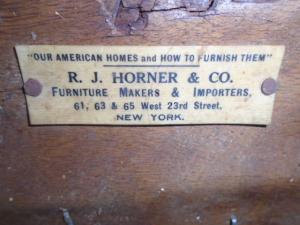 "OUR AMERICAN HOMES and HOW TO FURNISH THEM"
R. J. HORNER & CO.
FURNITURE MAKERS & IMPORTERS,
61, 63 & 65 West 23rd Street,
NEW YORK.